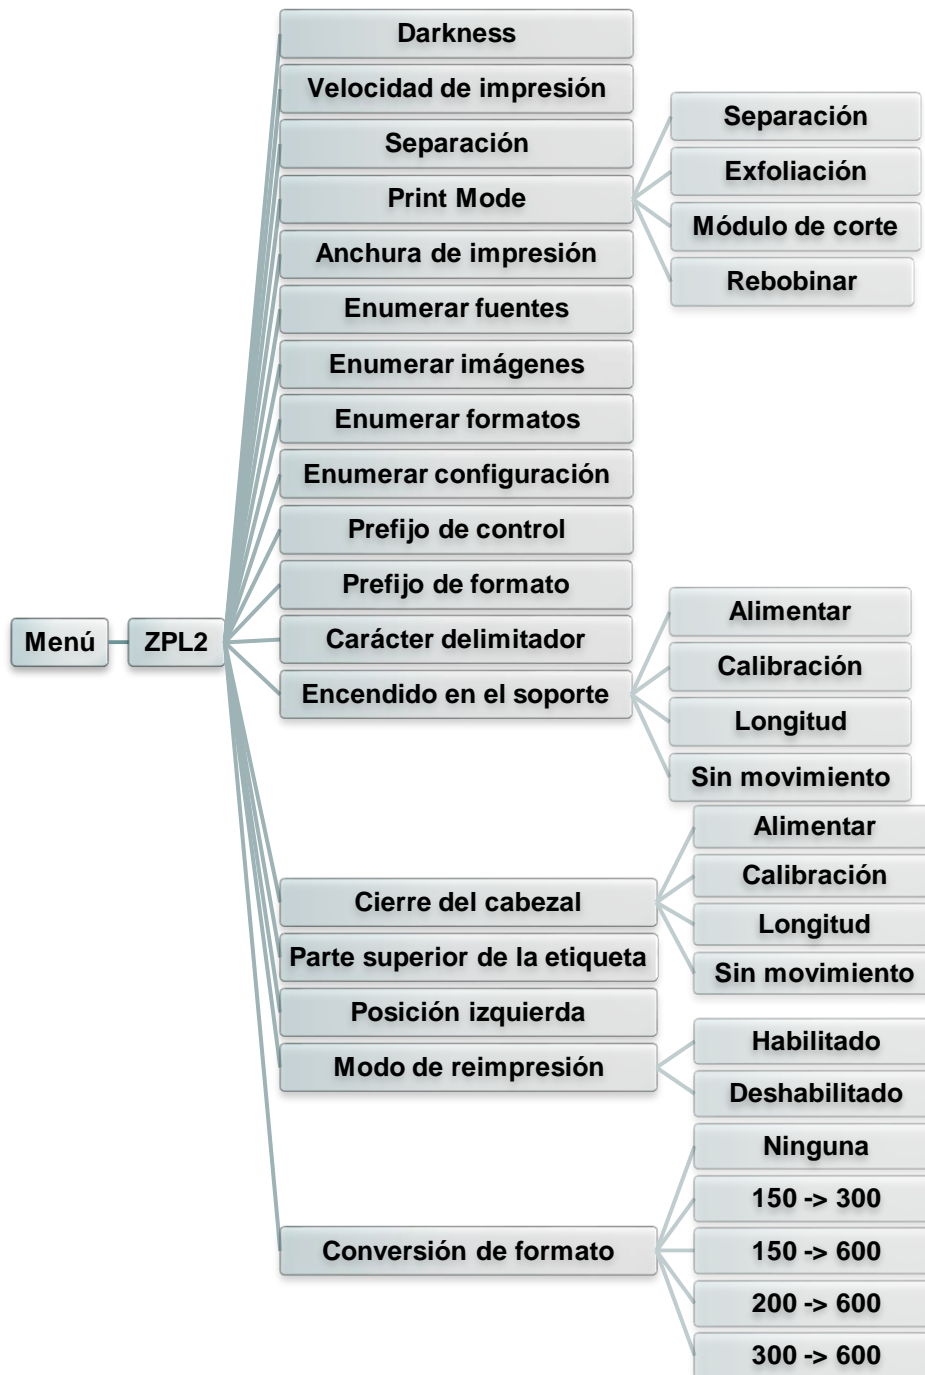 Menú
ZPL2
Darkness
Velocidad de impresión
Separación
Print Mode
Separación
Exfoliación
Módulo de corte
Rebobinar
Anchura de impresión
Enumerar fuentes
Enumerar imágenes
Enumerar formatos
Enumerar configuración
Prefijo de control
Prefijo de formato
Carácter delimitador
Encendido en el soporte
Alimentar
Calibración
Longitud
Sin movimiento
Cierre del cabezal
Alimentar
Calibración
Longitud
Sin movimiento
Parte superior de la etiqueta
Posición izquierda
Modo de reimpresión
Habilitado
Deshabilitado
Conversión de formato
Ninguna
150 -> 300
150 -> 600
200 -> 600
300 -> 600